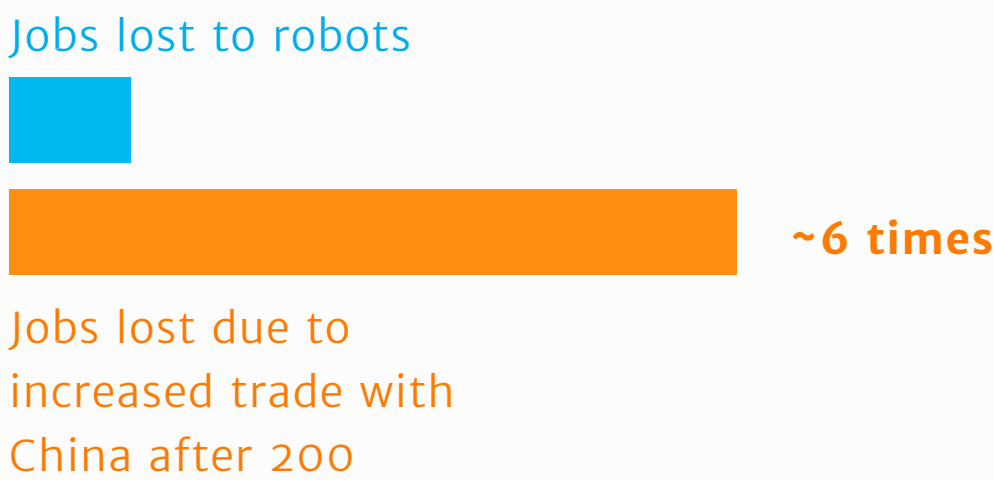 Jobs lost to robots
~6 times
Jobs lost due to
increased trade with
China after 200